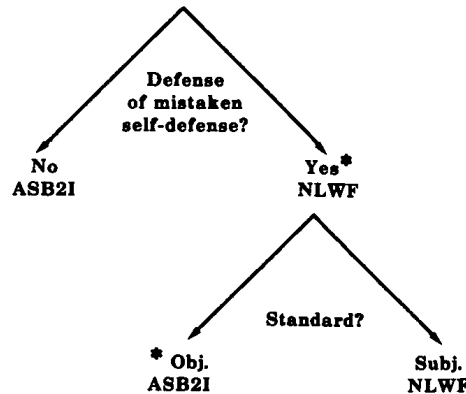 Defense
of mistaken
self-defense?
No
ASB2I
Yes*
NLWF
Standard?
* Obj.
ASB2I
Subj.
NLWF